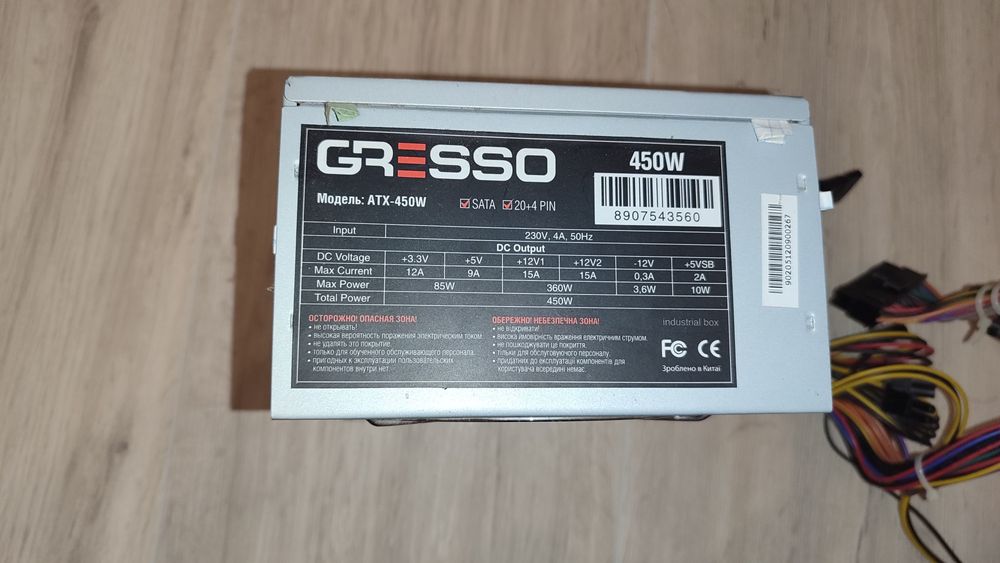 GRESSO
450W
Модель: ATX-450W
SATA
20+4 PIN
8907543560
Input 230V, 4A, 50Hz
DC Output
DC Voltage +3.3V +5V +12V1 +12V2 -12V +5VSB
Max Current 12A 9A 15A 15A 0,3A 2A
Max Power 85W 360W 3,6W 10W
Total Power 450W
ОСТОРОЖНО! ОПАСНАЯ ЗОНА!
• не открывать!
• высокая вероятность поражения электрическим током.
• не удалять это покрытие.
• только для обученного обслуживающего персонала.
• пригодных к эксплуатации пользовательских
компонентов внутри нет.
ОБЕРЕЖНО! НЕБЕЗПЕЧНА ЗОНА!
• не відкривати!
• висока имовірність враження електричним струмом.
• не пошкоджувати це покриття.
• тільки для обслуговуючого персоналу.
• придатних до експлуатації компонентів для
користувача всередині немає.
industrial box
FC CE
Зроблено в Китаї
90205120900267